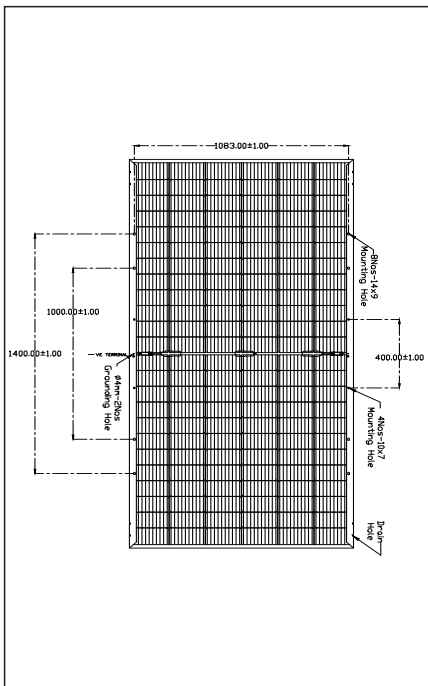 1083.00±1.00
8Nos-14x9
Mounting Hole
1000.00±1.00
1400.00±1.00
400.00±1.00
-VE TERMINAL
ø4mm-2Nos
Grounding Hole
4Nos-10x7
Mounting Hole
Drain
Hole